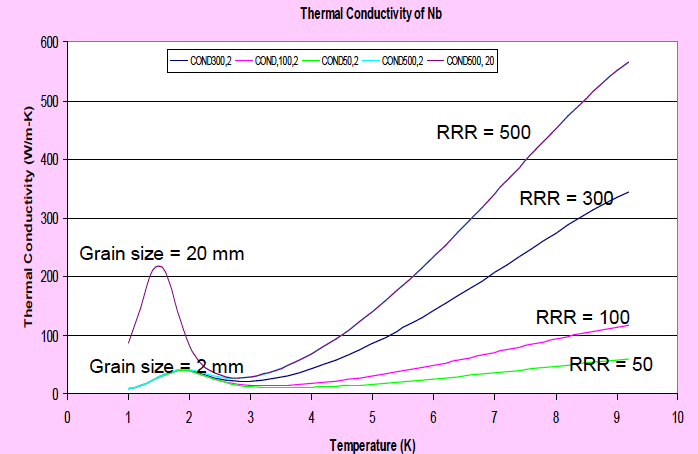 Thermal Conductivity of Nb
600
COND300,2 COND,100,2 COND50,2 COND500,2 COND500, 20
500
RRR = 500
400
RRR = 300
300
Grain size = 20 mm
200
RRR = 100
100
Grain size = 2 mm
RRR = 50
0
0 1 2 3 4 5 6 7 8 9 10
Temperature (K)
Thermal Conductivity (W/m-K)